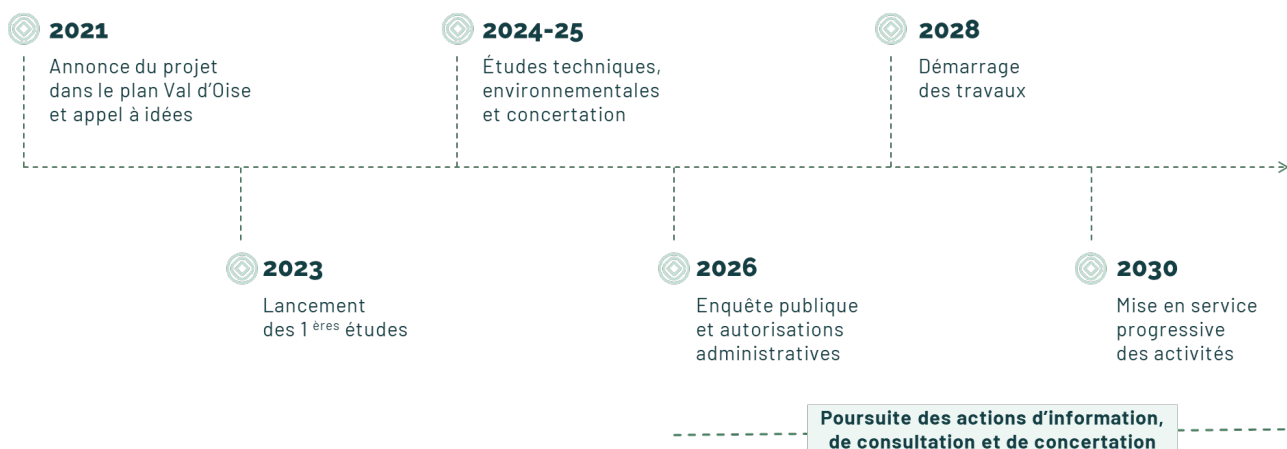 2021
Annonce du projet
dans le plan Val d’Oise
et appel à idées
2023
Lancement
des 1 ères études
2024-25
Études techniques,
environnementales
et concertation
2026
Enquête publique
et autorisations
administratives
2028
Démarrage
des travaux
2030
Mise en service
progressive
des activités
Poursuite des actions d’information,
de consultation et de concertation